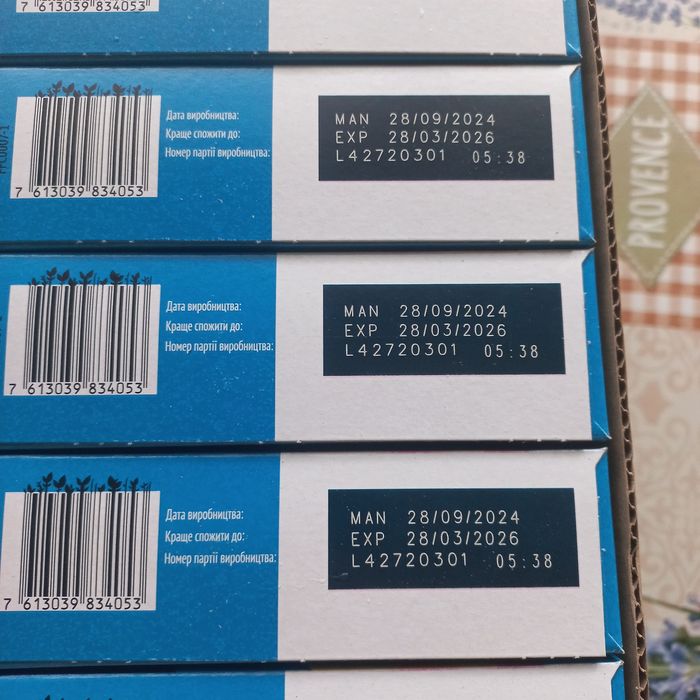 7 613039 834053
Дата виробництва:
Краще спожити до:
Номер партії виробництва:
MAN 28/09/2024
EXP 28/03/2026
L42720301 05:38
7 613039 834053
Дата виробництва:
Краще спожити до:
Номер партії виробництва:
MAN 28/09/2024
EXP 28/03/2026
L42720301 05:38
7 613039 834053
Дата виробництва:
Краще спожити до:
Номер партії виробництва:
MAN 28/09/2024
EXP 28/03/2026
L42720301 05:38
7 613039 834053
PROVENCE